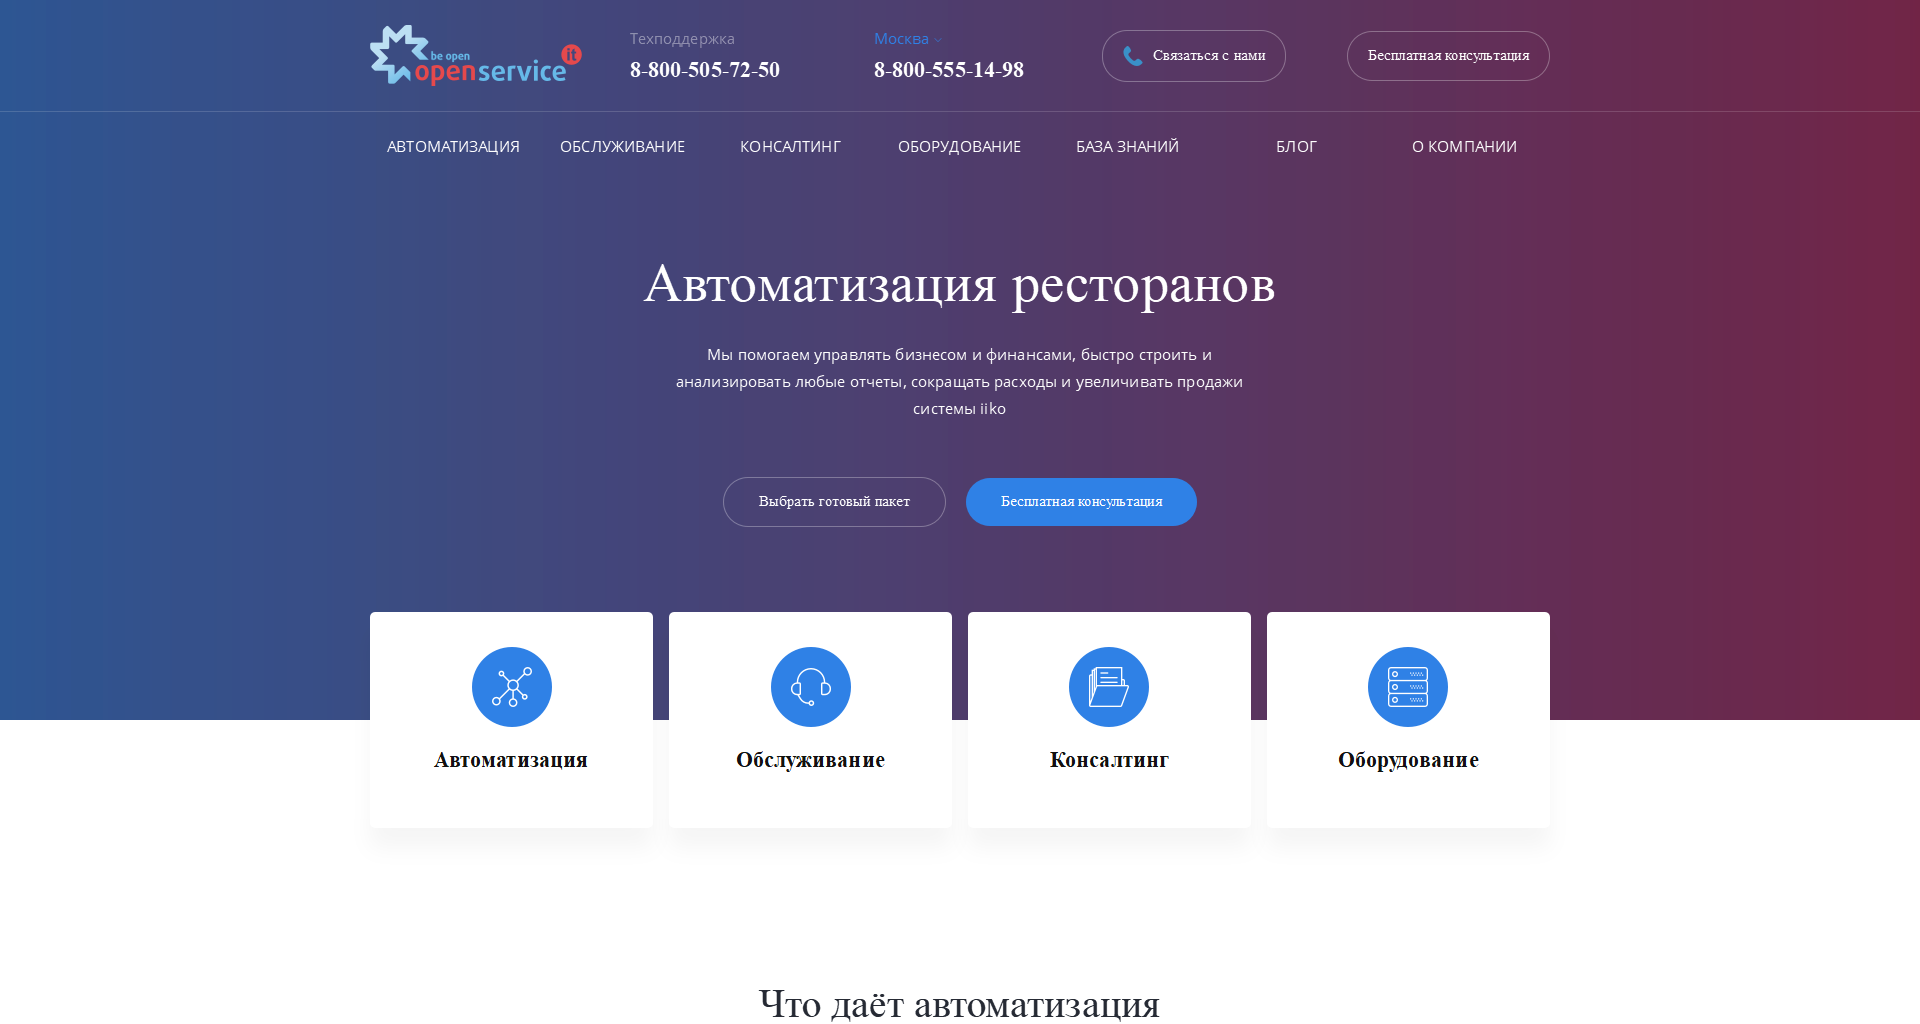 be open
openservice it
Техподдержка
8-800-505-72-50
Москва
8-800-555-14-98
Связаться с нами
Бесплатная консультация
АВТОМАТИЗАЦИЯ
ОБСЛУЖИВАНИЕ
КОНСАЛТИНГ
ОБОРУДОВАНИЕ
БАЗА ЗНАНИЙ
БЛОГ
О КОМПАНИИ
Автоматизация ресторанов
Мы помогаем управлять бизнесом и финансами, быстро строить и
анализировать любые отчеты, сокращать расходы и увеличивать продажи
системы iiko
Выбрать готовый пакет
Бесплатная консультация
Автоматизация
Обслуживание
Консалтинг
Оборудование
Что даёт автоматизация